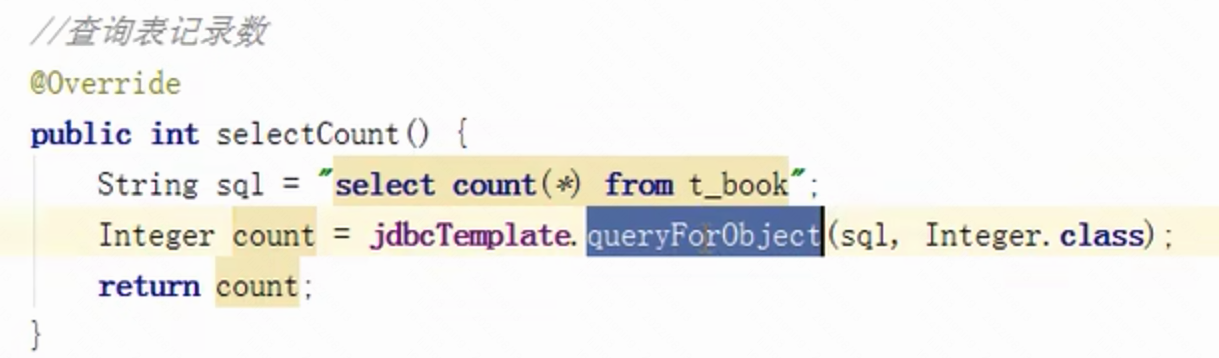 //查询表记录数
@Override
public int selectCount() {
String sql = "select count(*) from t_book";
Integer count = jdbcTemplate.queryForObject(sql, Integer.class);
return count;
}